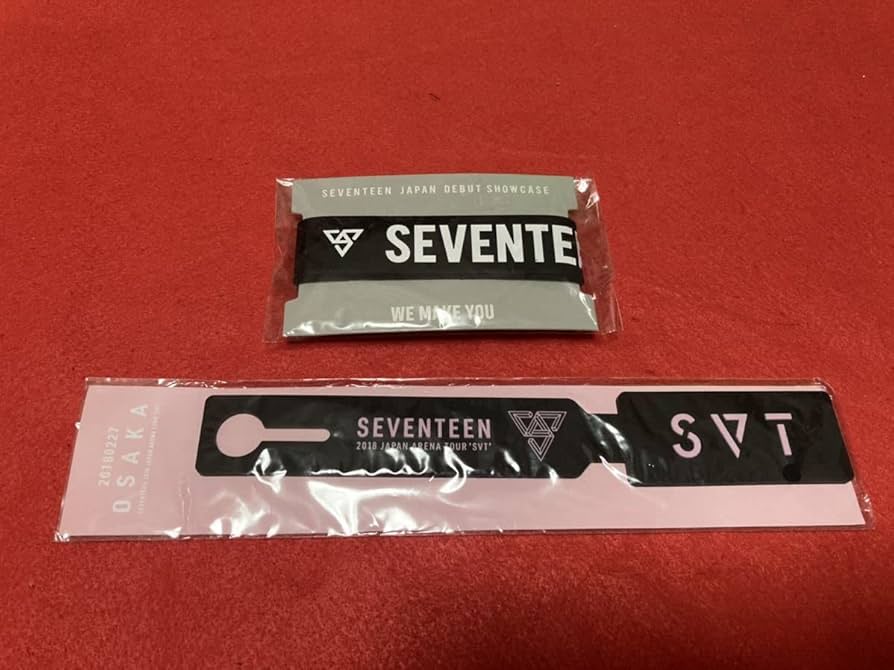 SEVENTEEN JAPAN DEBUT SHOWCASE
SEVENTEE
WE MAKE YOU
20180227
OSAKA
SEVENTEEN
2018 JAPAN ARENA TOUR 'SVT'
SVT